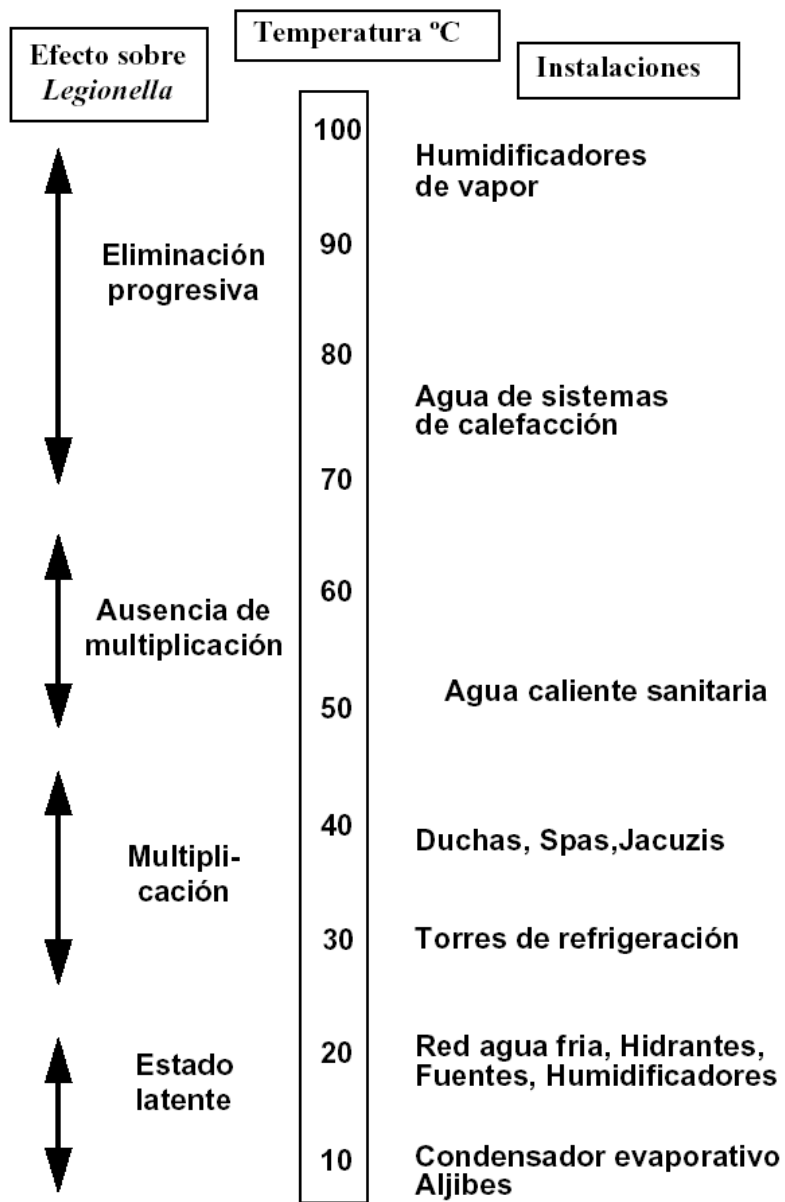 Efecto sobre
Legionella
Temperatura ºC
Instalaciones
100
Humidificadores
de vapor
90
Eliminación
progresiva
80
Agua de sistemas
de calefacción
70
60
Ausencia de
multiplicación
Agua caliente sanitaria
50
40
Duchas, Spas,Jacuzis
Multipli-
cación
30
Torres de refrigeración
20
Red agua fria, Hidrantes,
Fuentes, Humidificadores
Estado
latente
10
Condensador evaporativo
Aljibes